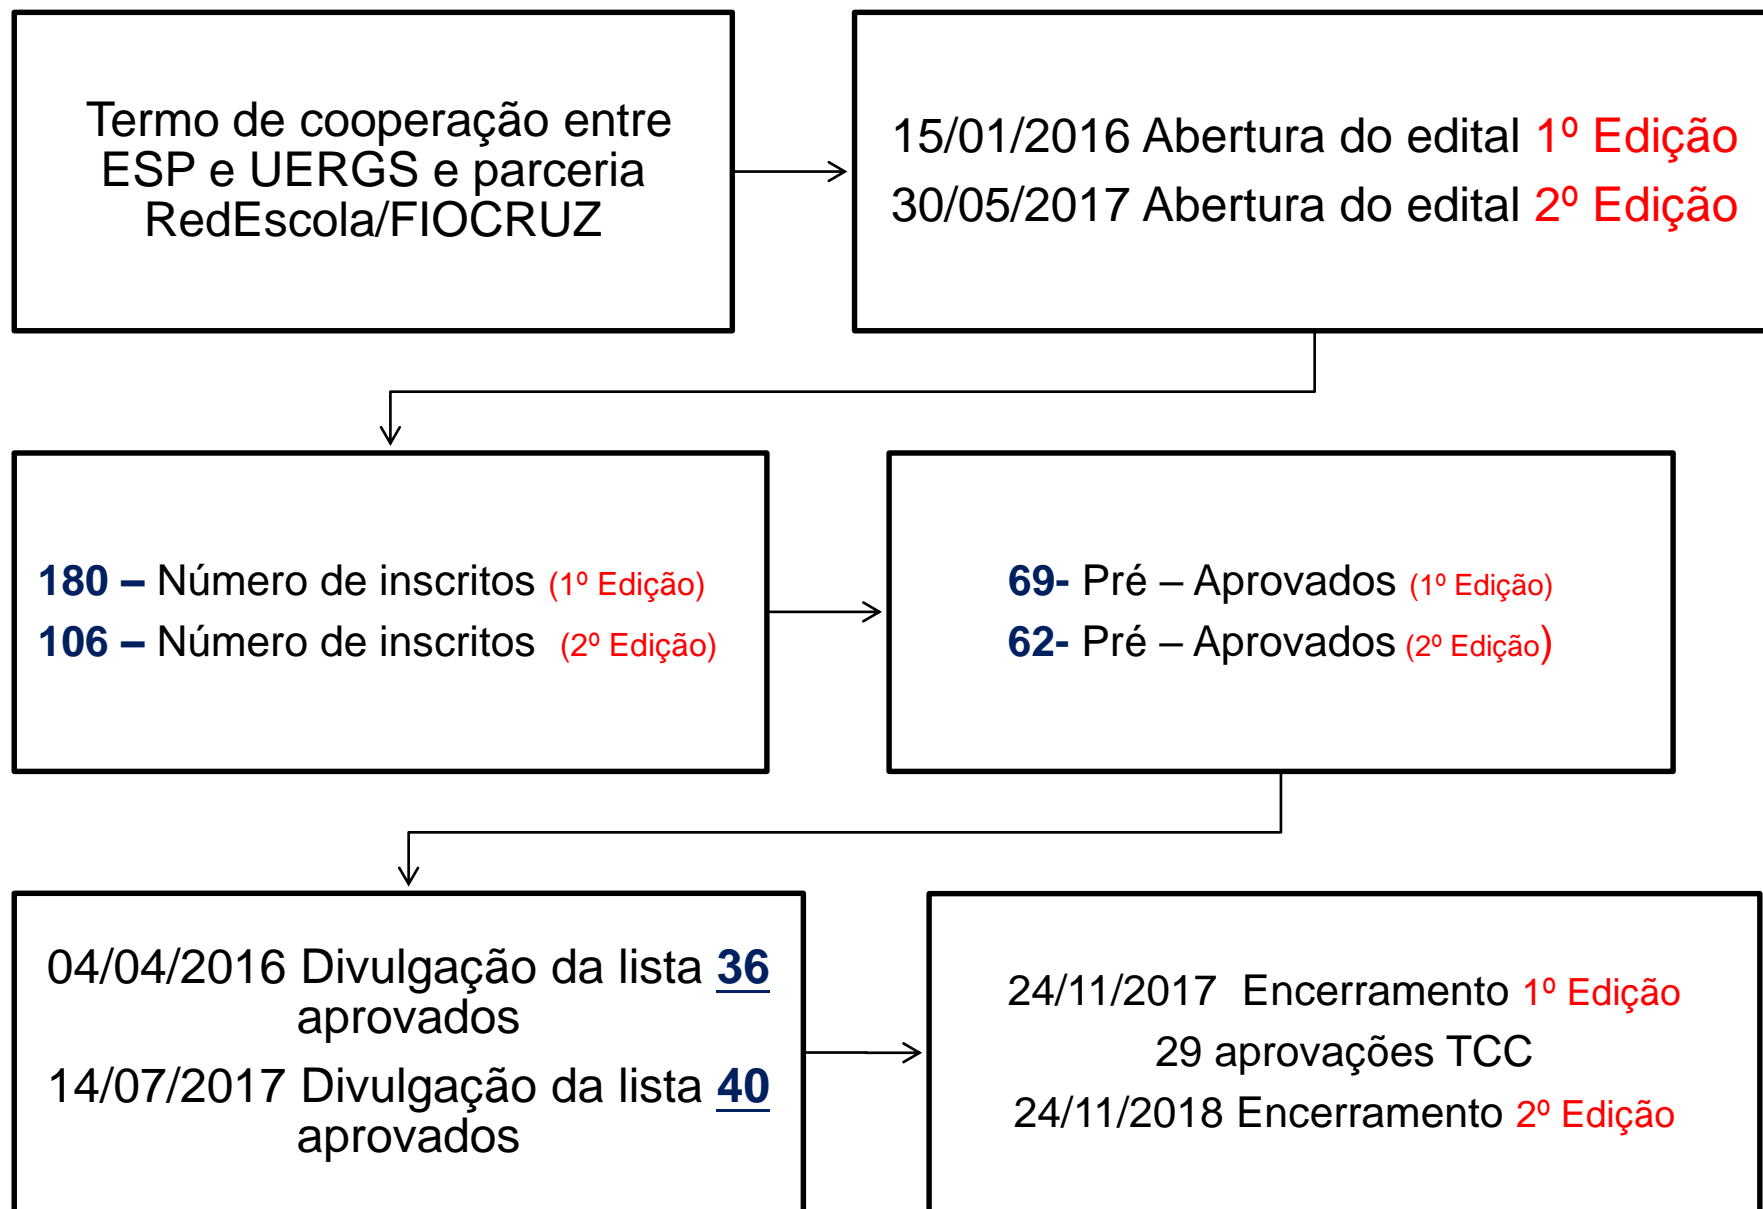 Termo de cooperação entre
ESP e UERGS e parceria
RedEscola/FIOCRUZ
15/01/2016 Abertura do edital 1º Edição
30/05/2017 Abertura do edital 2º Edição
180 – Número de inscritos (1º Edição)
106 – Número de inscritos (2º Edição)
69- Pré – Aprovados (1º Edição)
62- Pré – Aprovados (2º Edição)
04/04/2016 Divulgação da lista 36
aprovados
14/07/2017 Divulgação da lista 40
aprovados
24/11/2017 Encerramento 1º Edição
29 aprovações TCC
24/11/2018 Encerramento 2º Edição